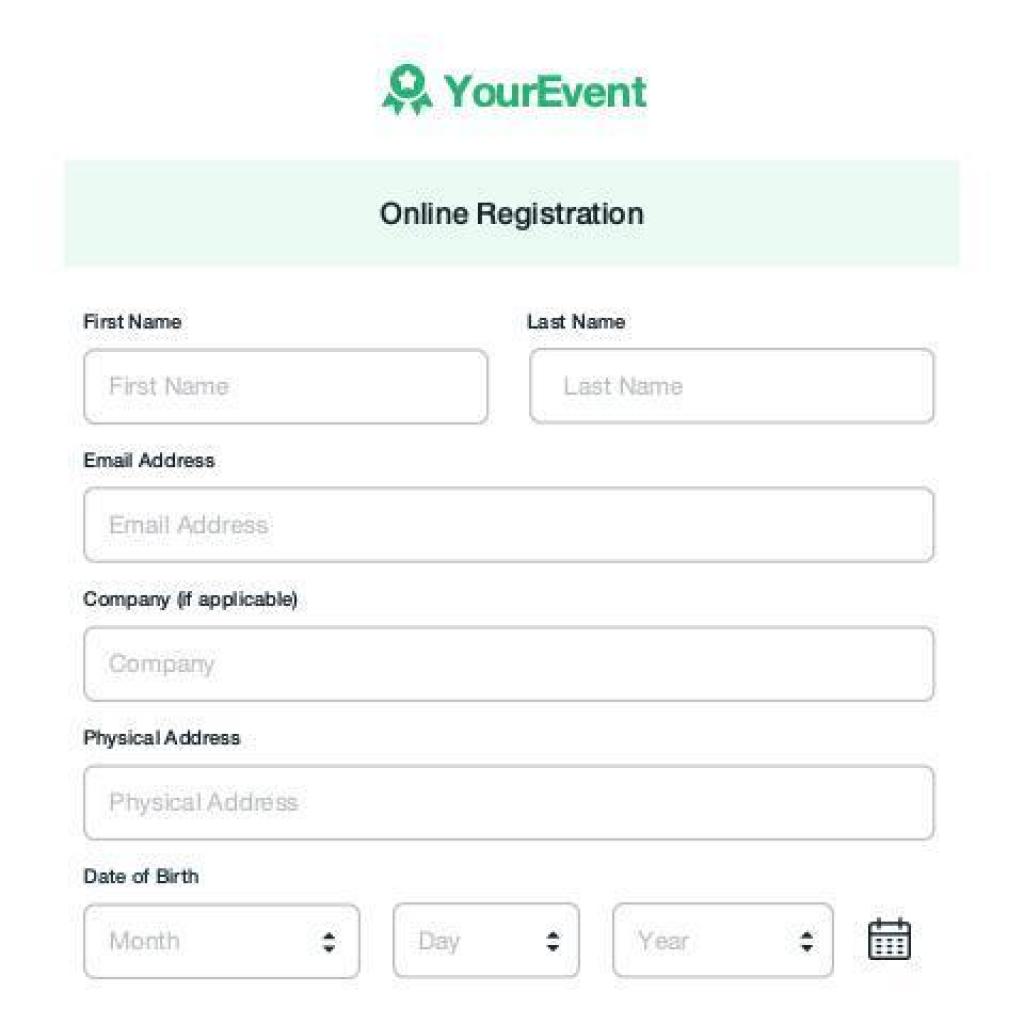 YourEvent
Online Registration
First Name Last Name
First Name Last Name
Email Address
Email Address
Company (if applicable)
Company
Physical Address
Physical Address
Date of Birth
Month Day Year